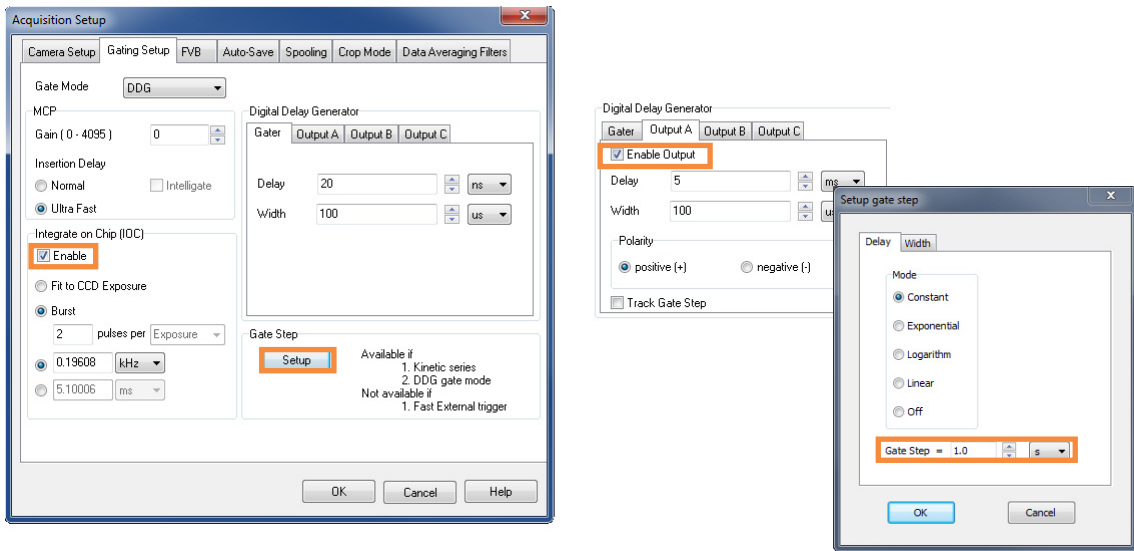 Acquisition Setup
Camera Setup Gating Setup FVB Auto-Save Spooling Crop Mode Data Averaging Filters
Gate Mode DDG
MCP
Gain ( 0 - 4095 ) 0
Insertion Delay
Normal Intelligate
Ultra Fast
Integrate on Chip (IOC)
Enable
Fit to CCD Exposure
Burst
2 pulses per Exposure
0.19608 kHz
5.10006 ms
Digital Delay Generator
Gater Output A Output B Output C
Delay 20 ns
Width 100 us
Gate Step
Setup
Available if
1. Kinetic series
2. DDG gate mode
Not available if
1. Fast External trigger
OK Cancel Help
Digital Delay Generator
Gater Output A Output B Output C
Enable Output
Delay 5 ms
Width 100
Polarity
positive (+) negative (-)
Track Gate Step
Setup gate step
Delay Width
Mode
Constant
Exponential
Logarithm
Linear
Off
Gate Step = 1.0 s
OK Cancel